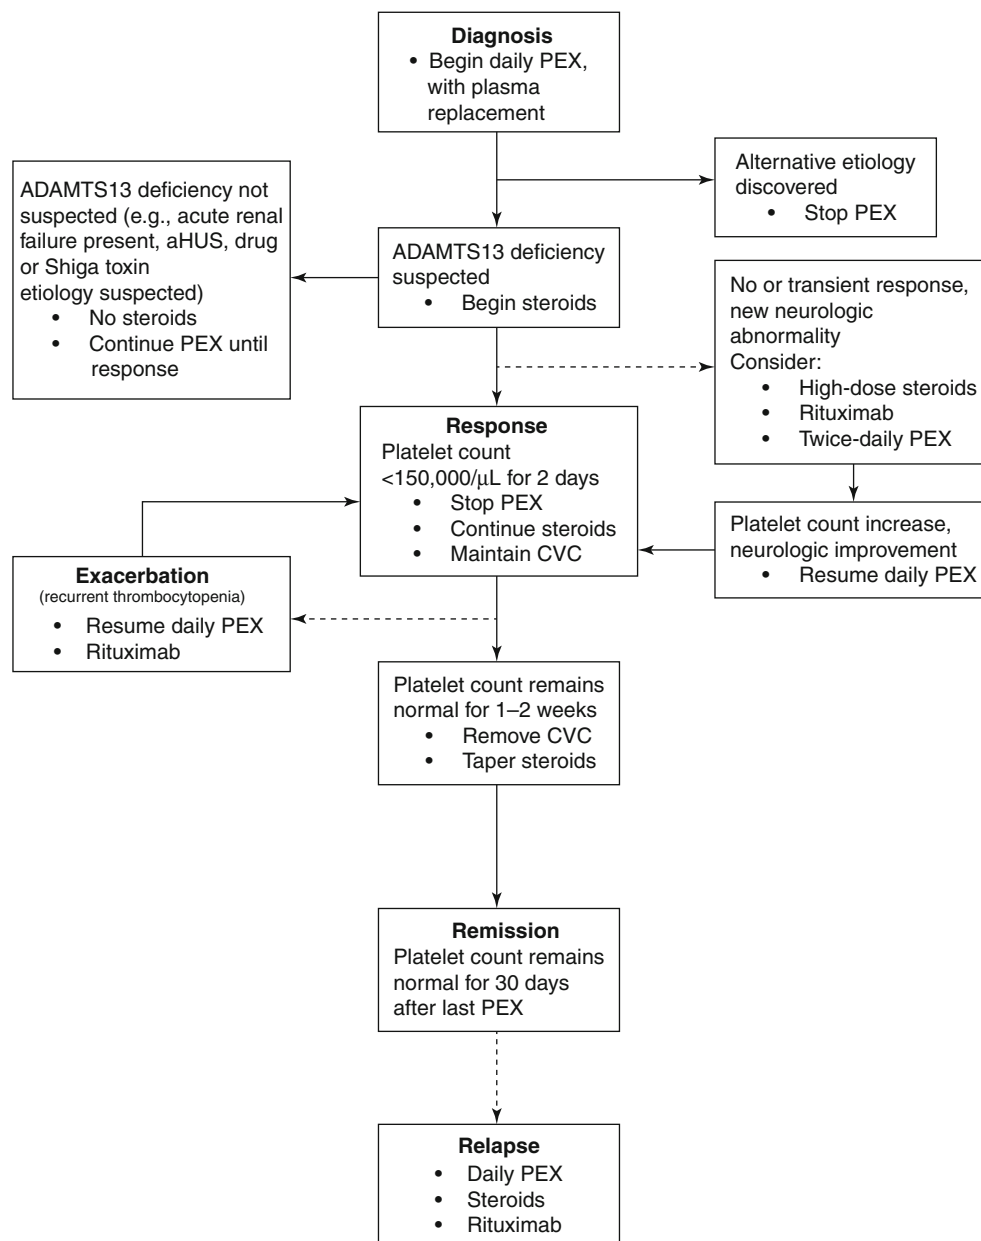 Diagnosis
• Begin daily PEX,
with plasma
replacement
Alternative etiology
discovered
• Stop PEX
ADAMTS13 deficiency not
suspected (e.g., acute renal
failure present, aHUS, drug
or Shiga toxin
etiology suspected)
• No steroids
• Continue PEX until
response
ADAMTS13 deficiency
suspected
• Begin steroids
No or transient response,
new neurologic
abnormality
Consider:
• High-dose steroids
• Rituximab
• Twice-daily PEX
Response
Platelet count
<150,000/μL for 2 days
• Stop PEX
• Continue steroids
• Maintain CVC
Platelet count increase,
neurologic improvement
• Resume daily PEX
Exacerbation
(recurrent thrombocytopenia)
• Resume daily PEX
• Rituximab
Platelet count remains
normal for 1–2 weeks
• Remove CVC
• Taper steroids
Remission
Platelet count remains
normal for 30 days
after last PEX
Relapse
• Daily PEX
• Steroids
• Rituximab